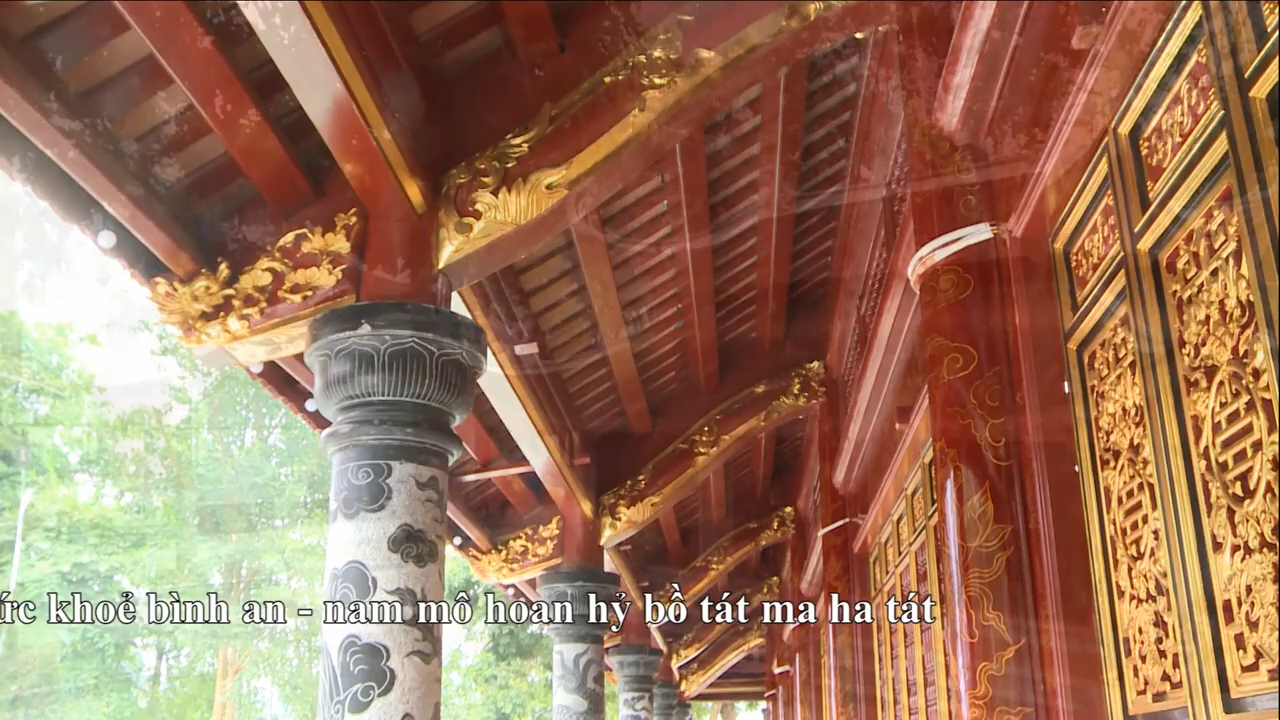 ức khoẻ bình an - nam mô hoan hỷ bồ tát ma ha tát